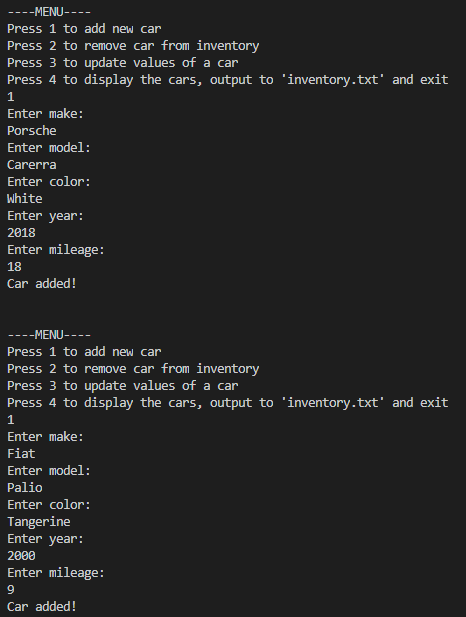 ----MENU----
Press 1 to add new car
Press 2 to remove car from inventory
Press 3 to update values of a car
Press 4 to display the cars, output to 'inventory.txt' and exit
1
Enter make:
Porsche
Enter model:
Carerra
Enter color:
White
Enter year:
2018
Enter mileage:
18
Car added!
----MENU----
Press 1 to add new car
Press 2 to remove car from inventory
Press 3 to update values of a car
Press 4 to display the cars, output to 'inventory.txt' and exit
1
Enter make:
Fiat
Enter model:
Palio
Enter color:
Tangerine
Enter year:
2000
Enter mileage:
9
Car added!